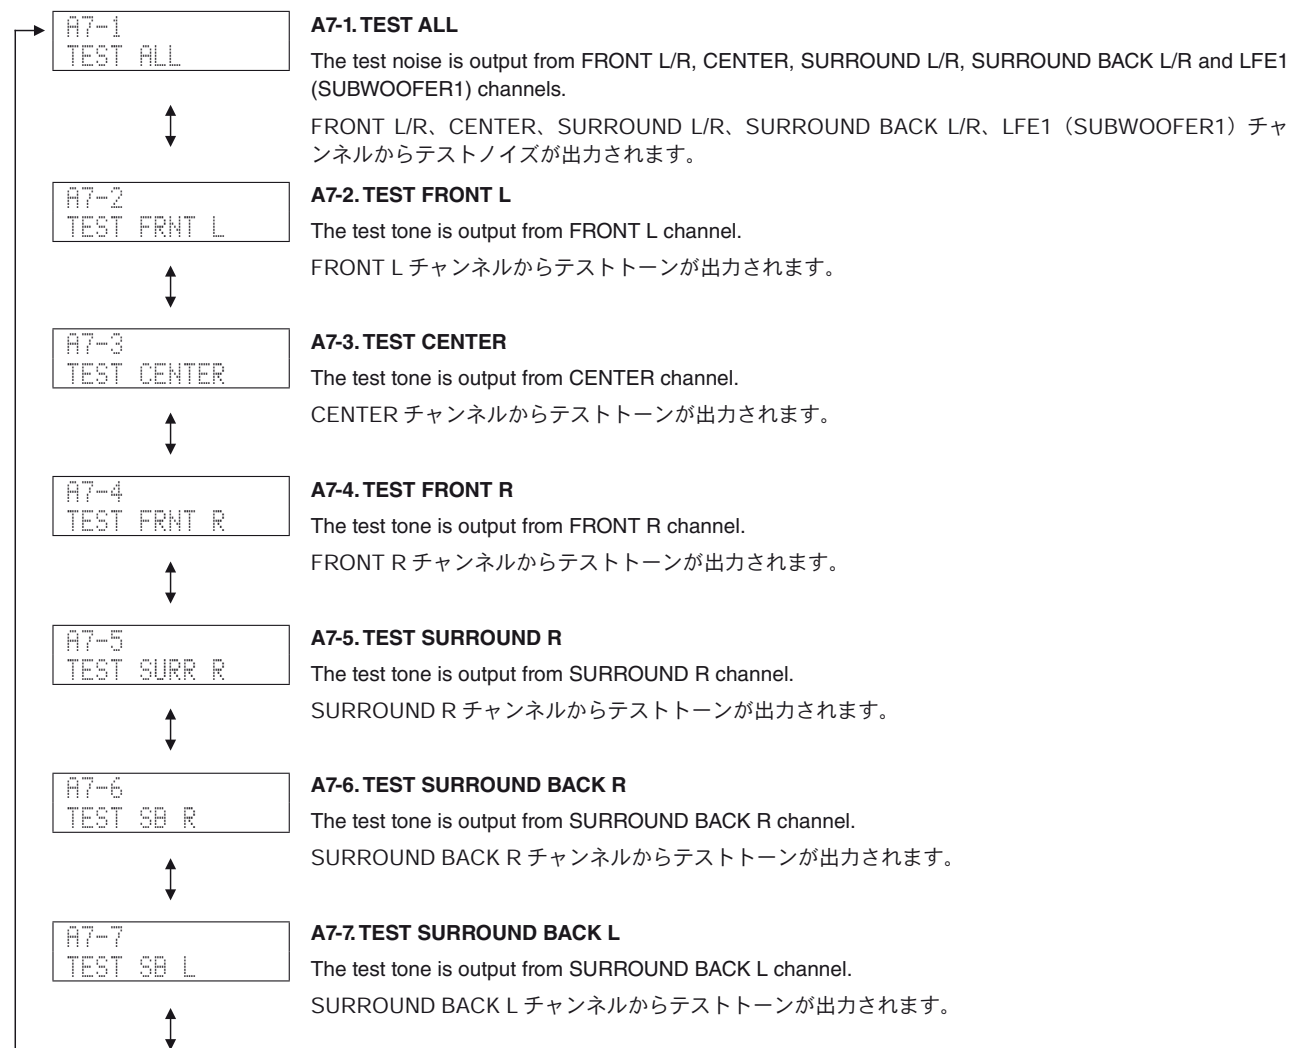 A7-1
TEST ALL
A7-1. TEST ALL
The test noise is output from FRONT L/R, CENTER, SURROUND L/R, SURROUND BACK L/R and LFE1
(SUBWOOFER1) channels.
FRONT L/R、CENTER、SURROUND L/R、SURROUND BACK L/R、LFE1（SUBWOOFER1）チャ
ンネルからテストノイズが出力されます。
A7-2
TEST FRNT L
A7-2. TEST FRONT L
The test tone is output from FRONT L channel.
FRONT L チャンネルからテストトーンが出力されます。
A7-3
TEST CENTER
A7-3. TEST CENTER
The test tone is output from CENTER channel.
CENTER チャンネルからテストトーンが出力されます。
A7-4
TEST FRNT R
A7-4. TEST FRONT R
The test tone is output from FRONT R channel.
FRONT R チャンネルからテストトーンが出力されます。
A7-5
TEST SURR R
A7-5. TEST SURROUND R
The test tone is output from SURROUND R channel.
SURROUND R チャンネルからテストトーンが出力されます。
A7-6
TEST SB R
A7-6. TEST SURROUND BACK R
The test tone is output from SURROUND BACK R channel.
SURROUND BACK R チャンネルからテストトーンが出力されます。
A7-7
TEST SB L
A7-7. TEST SURROUND BACK L
The test tone is output from SURROUND BACK L channel.
SURROUND BACK L チャンネルからテストトーンが出力されます。